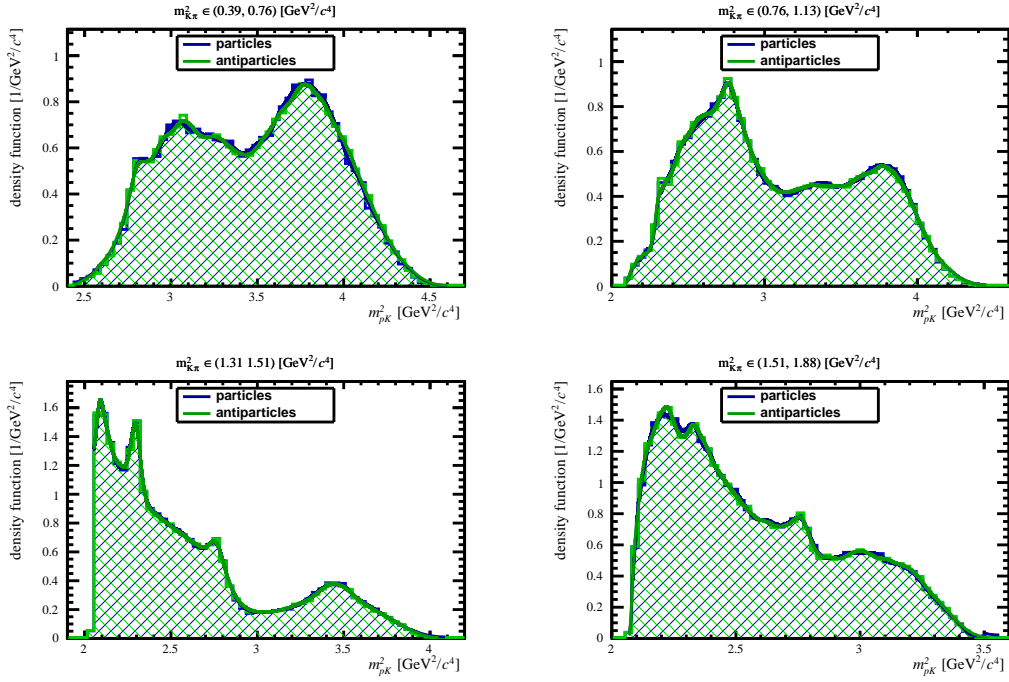 m²Kπ ∈ (0.39, 0.76) [GeV²/c⁴]
density function [1/GeV²/c⁴]
particles
antiparticles
1
0.8
0.6
0.4
0.2
0
2.5 3 3.5 4 4.5
m²pK [GeV²/c⁴]
m²Kπ ∈ (0.76, 1.13) [GeV²/c⁴]
density function [1/GeV²/c⁴]
particles
antiparticles
1
0.8
0.6
0.4
0.2
0
2 3 4
m²pK [GeV²/c⁴]
m²Kπ ∈ (1.31 1.51) [GeV²/c⁴]
density function [1/GeV²/c⁴]
particles
antiparticles
1.6
1.4
1.2
1
0.8
0.6
0.4
0.2
0
2 2.5 3 3.5 4
m²pK [GeV²/c⁴]
m²Kπ ∈ (1.51, 1.88) [GeV²/c⁴]
density function [1/GeV²/c⁴]
particles
antiparticles
1.6
1.4
1.2
1
0.8
0.6
0.4
0.2
0
2 2.5 3 3.5
m²pK [GeV²/c⁴]